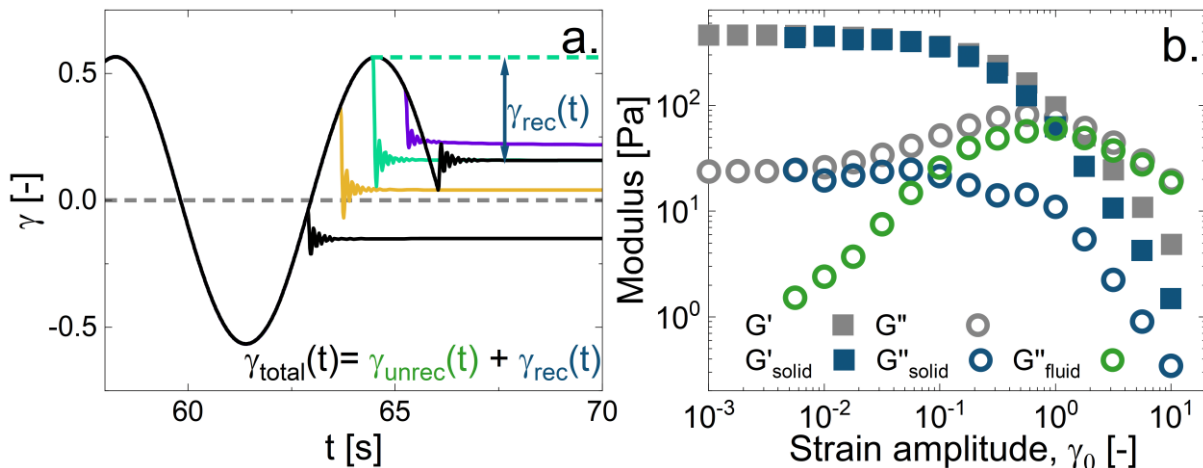 a.
0.5
0.0
-0.5
γ [-]
γrec(t)
γtotal(t)= γunrec(t) + γrec(t)
60
65
70
t [s]
b.
10²
10¹
10⁰
Modulus [Pa]
G' G"
G'solid G"solid G"fluid
10⁻³
10⁻²
10⁻¹
10⁰
10¹
Strain amplitude, γ₀ [-]